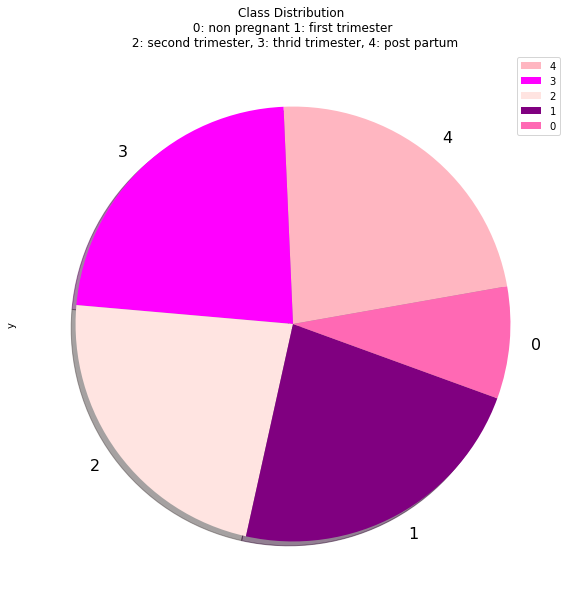 Class Distribution
0: non pregnant 1: first trimester
2: second trimester, 3: thrid trimester, 4: post partum
4
3
2
1
0
3
4
y
0
2
1